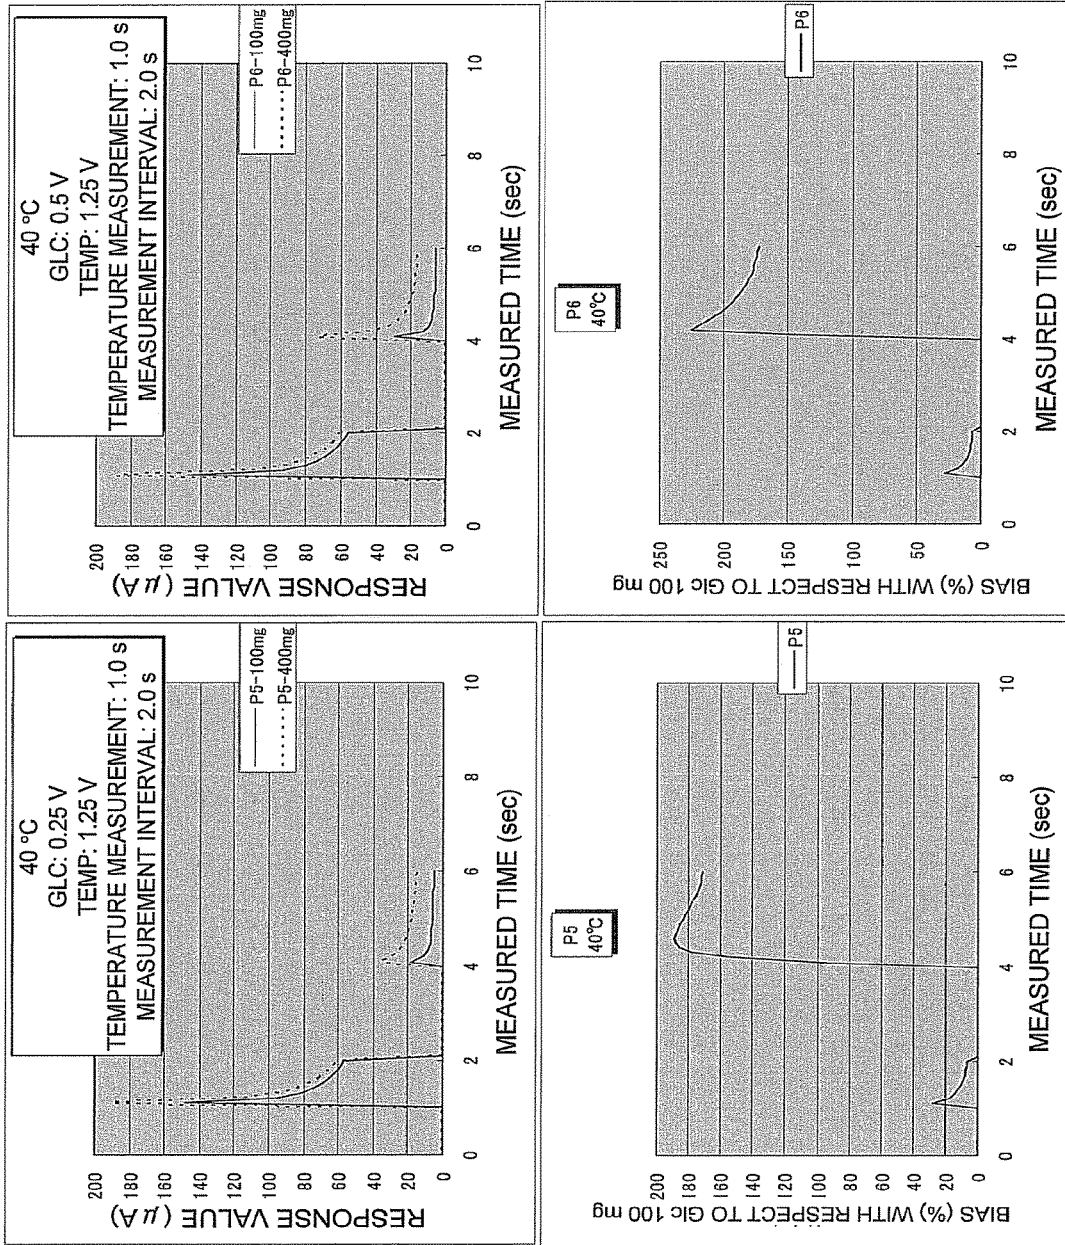 40 °C
GLC: 0.25 V
TEMP: 1.25 V
TEMPERATURE MEASUREMENT: 1.0 s
MEASUREMENT INTERVAL: 2.0 s
RESPONSE VALUE (μA)
200
180
160
140
120
100
80
60
40
20
0
P5-100mg
P5-400mg
0 2 4 6 8 10
MEASURED TIME (sec)
40 °C
GLC: 0.5 V
TEMP: 1.25 V
TEMPERATURE MEASUREMENT: 1.0 s
MEASUREMENT INTERVAL: 2.0 s
RESPONSE VALUE (μA)
200
180
160
140
120
100
80
60
40
20
0
P6-100mg
P6-400mg
0 2 4 6 8 10
MEASURED TIME (sec)
P5
40°C
BIAS (%) WITH RESPECT TO Glc 100 mg
200
180
160
140
120
100
80
60
40
20
0
P5
0 2 4 6 8 10
MEASURED TIME (sec)
P6
40°C
BIAS (%) WITH RESPECT TO Glc 100 mg
250
200
150
100
50
0
P6
0 2 4 6 8 10
MEASURED TIME (sec)